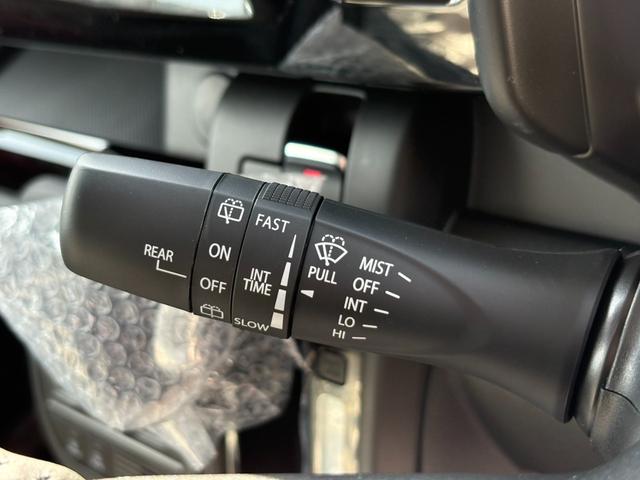 REAR
ON
OFF
FAST
INT
TIME
SLOW
PULL
MIST
OFF
INT
LO
HI